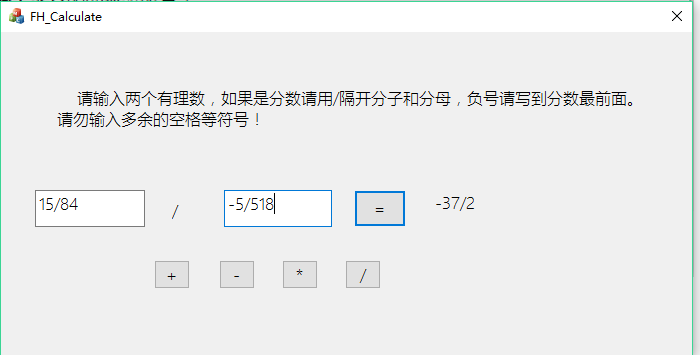 FH_Calculate
请输入两个有理数，如果是分数请用/隔开分子和分母，负号请写到分数最前面。
请勿输入多余的空格等符号！
15/84 / -5/518 = -37/2
+ - * /